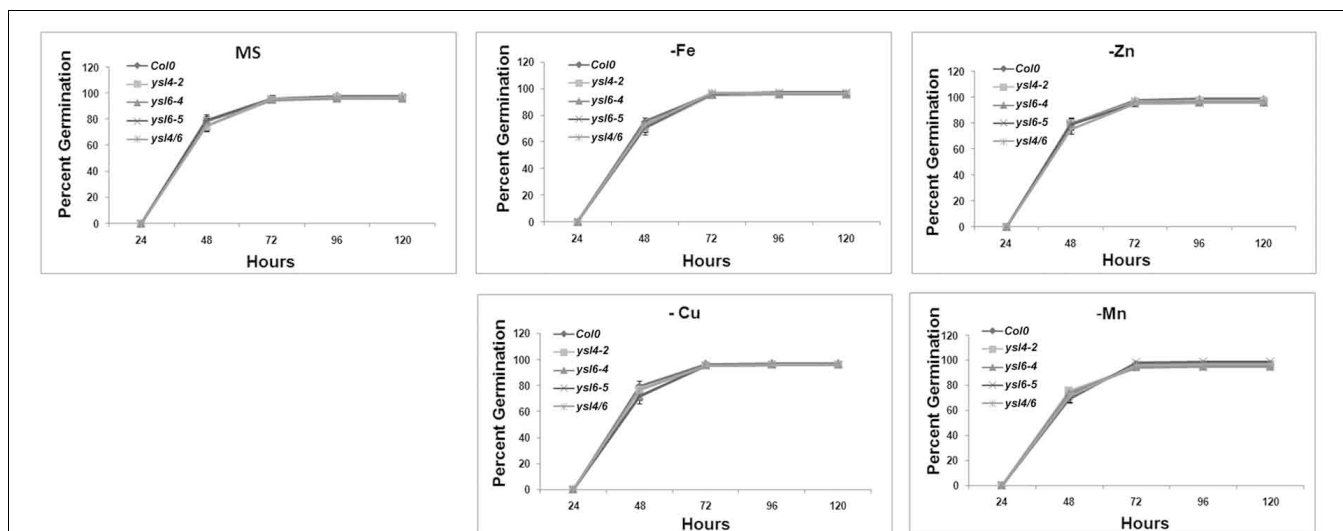 MS
Percent Germination
120
100
80
60
40
20
0
Col0
ysl4-2
ysl6-4
ysl6-5
ysl4/6
24 48 72 96 120
Hours
-Fe
Percent Germination
120
100
80
60
40
20
0
Col0
ysl4-2
ysl6-4
ysl6-5
ysl4/6
24 48 72 96 120
Hours
-Zn
Percent Germination
120
100
80
60
40
20
0
Col0
ysl4-2
ysl6-4
ysl6-5
ysl4/6
24 48 72 96 120
Hours
- Cu
Percent Germination
120
100
80
60
40
20
0
Col0
ysl4-2
ysl6-4
ysl6-5
ysl4/6
24 48 72 96 120
Hours
-Mn
Percent Germination
120
100
80
60
40
20
0
Col0
ysl4-2
ysl6-4
ysl6-5
ysl4/6
24 48 72 96 120
Hours